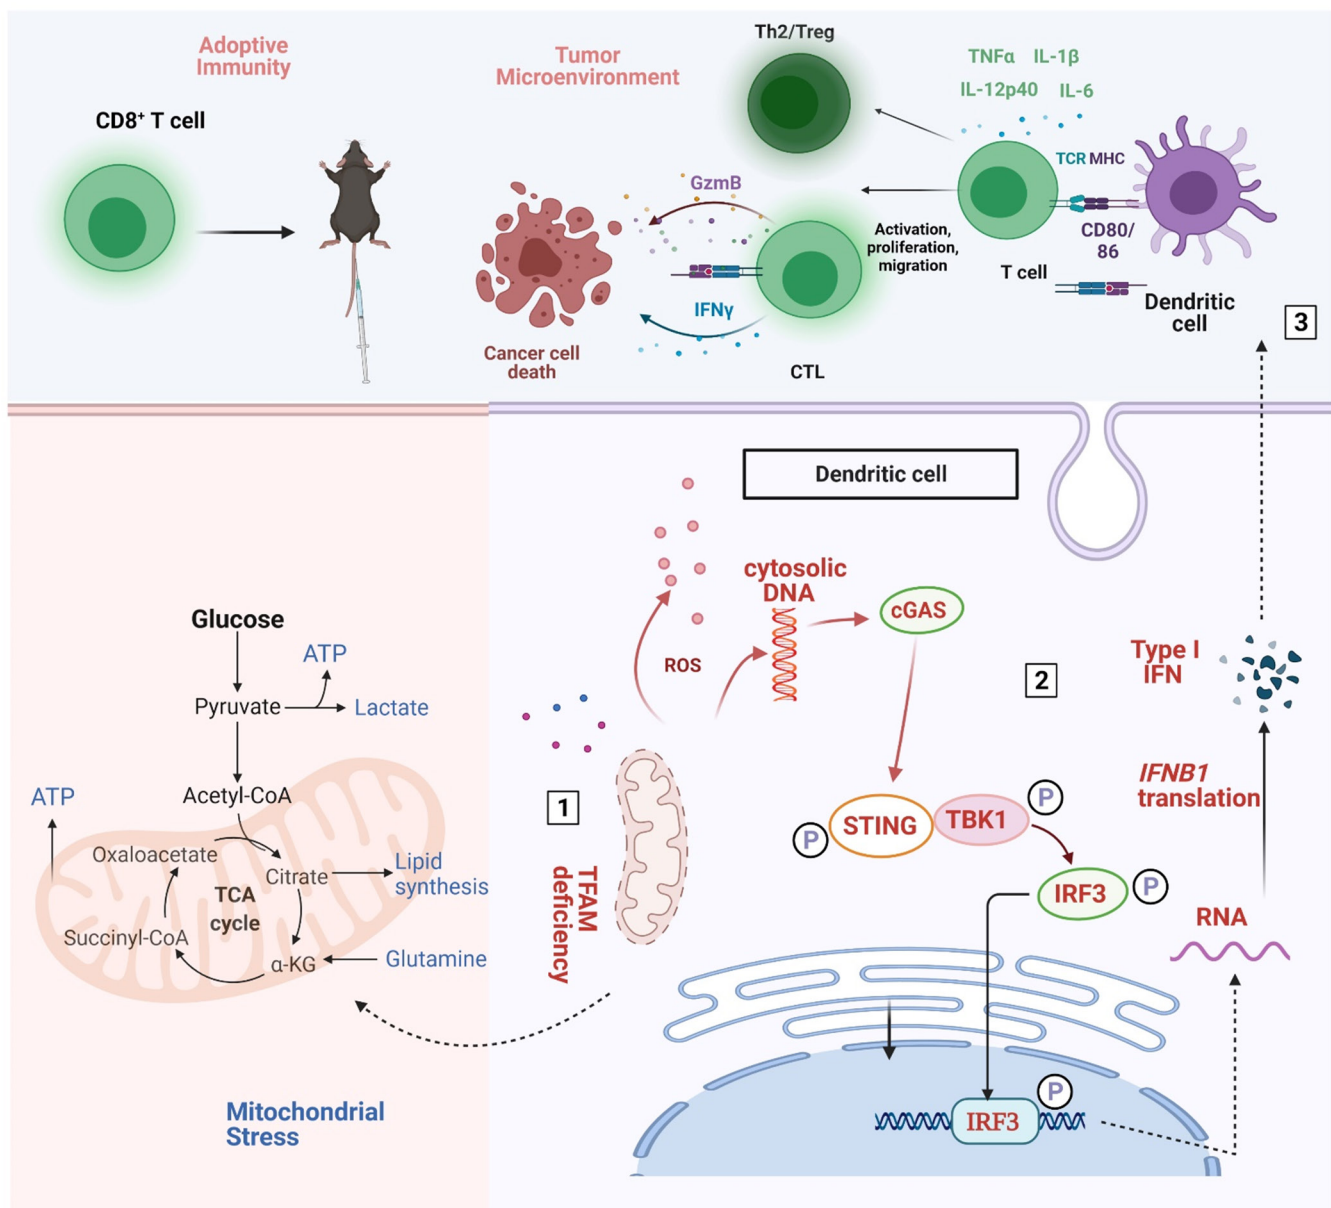 Adoptive
Immunity
CD8⁺ T cell
Tumor
Microenvironment
Th2/Treg
TNFα IL-1β
IL-12p40 IL-6
TCR MHC
CD80/
86
GzmB
IFNγ
Activation,
proliferation,
migration
T cell
Dendritic
cell
3
Cancer cell
death
CTL
Dendritic cell
cytosolic
DNA
cGAS
ROS
2
Type I
IFN
IFNB1
translation
RNA
1
TFAM
deficiency
P
STING
TBK1
P
IRF3
P
IRF3
P
Glucose
ATP
Pyruvate
Lactate
Acetyl-CoA
ATP
Oxaloacetate
Citrate
Lipid
synthesis
TCA
cycle
Succinyl-CoA
α-KG
Glutamine
Mitochondrial
Stress